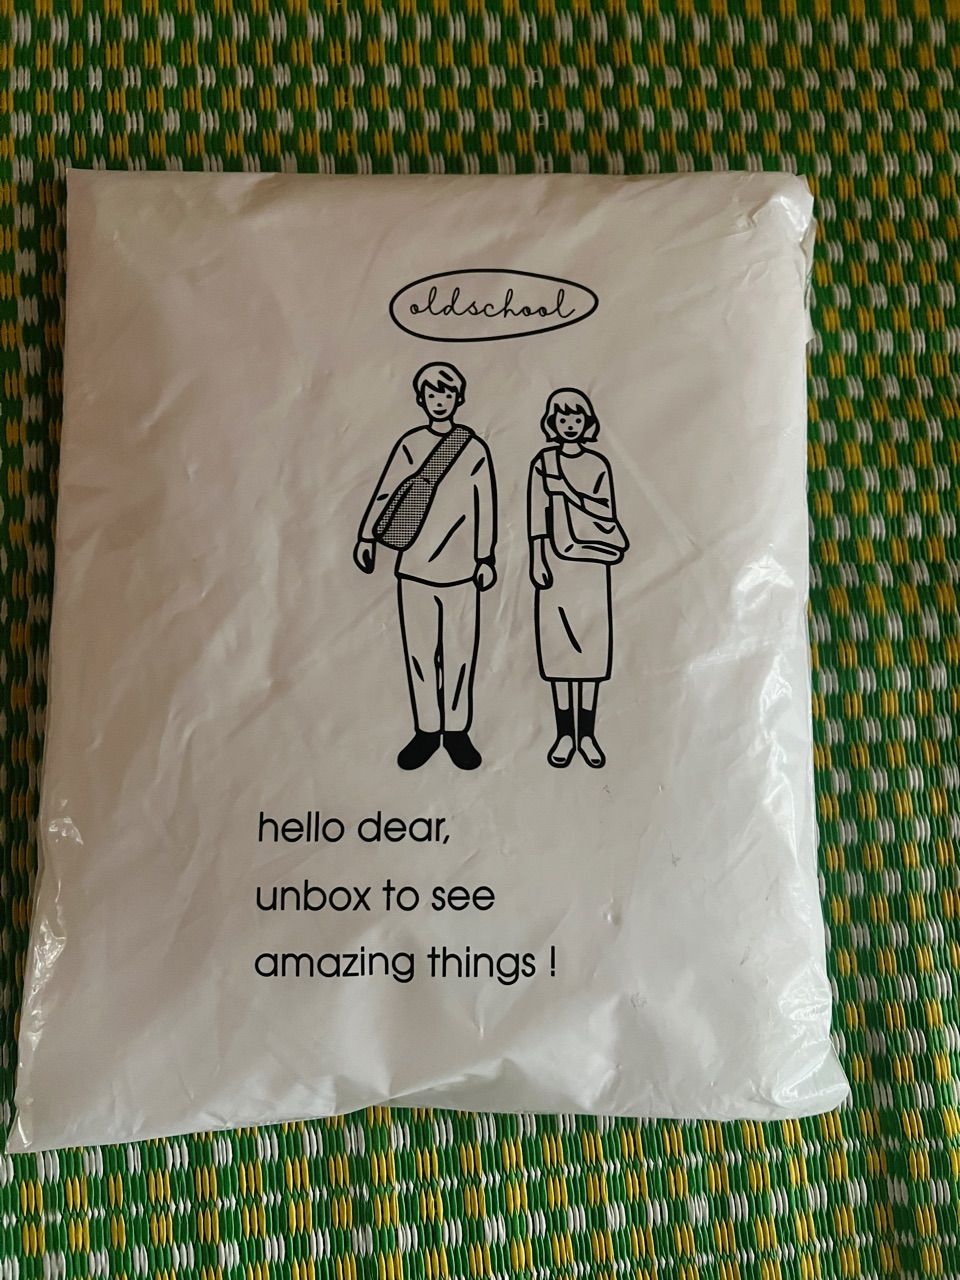 oldschool
hello dear,
unbox to see
amazing things !